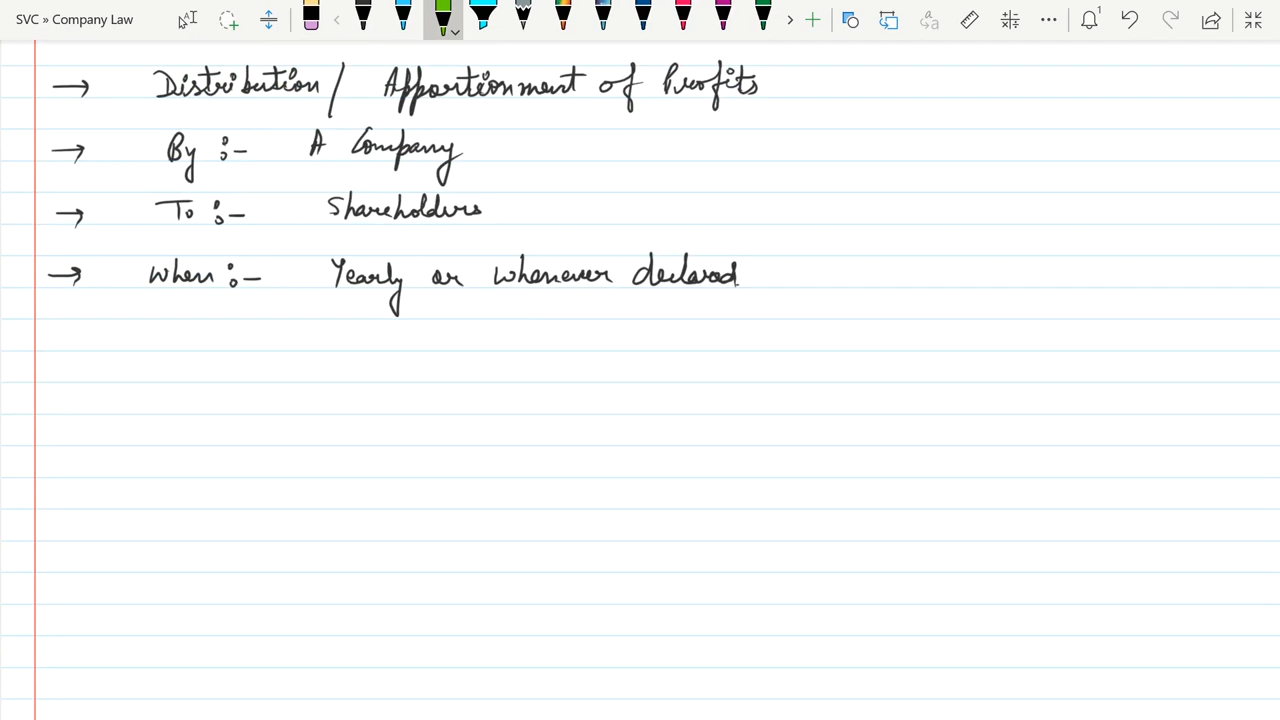 SVC » Company Law
→ Distribution/ Apportionment of Profits
→ By :- A Company
→ To :- Shareholders
→ When :- Yearly or whenever declared